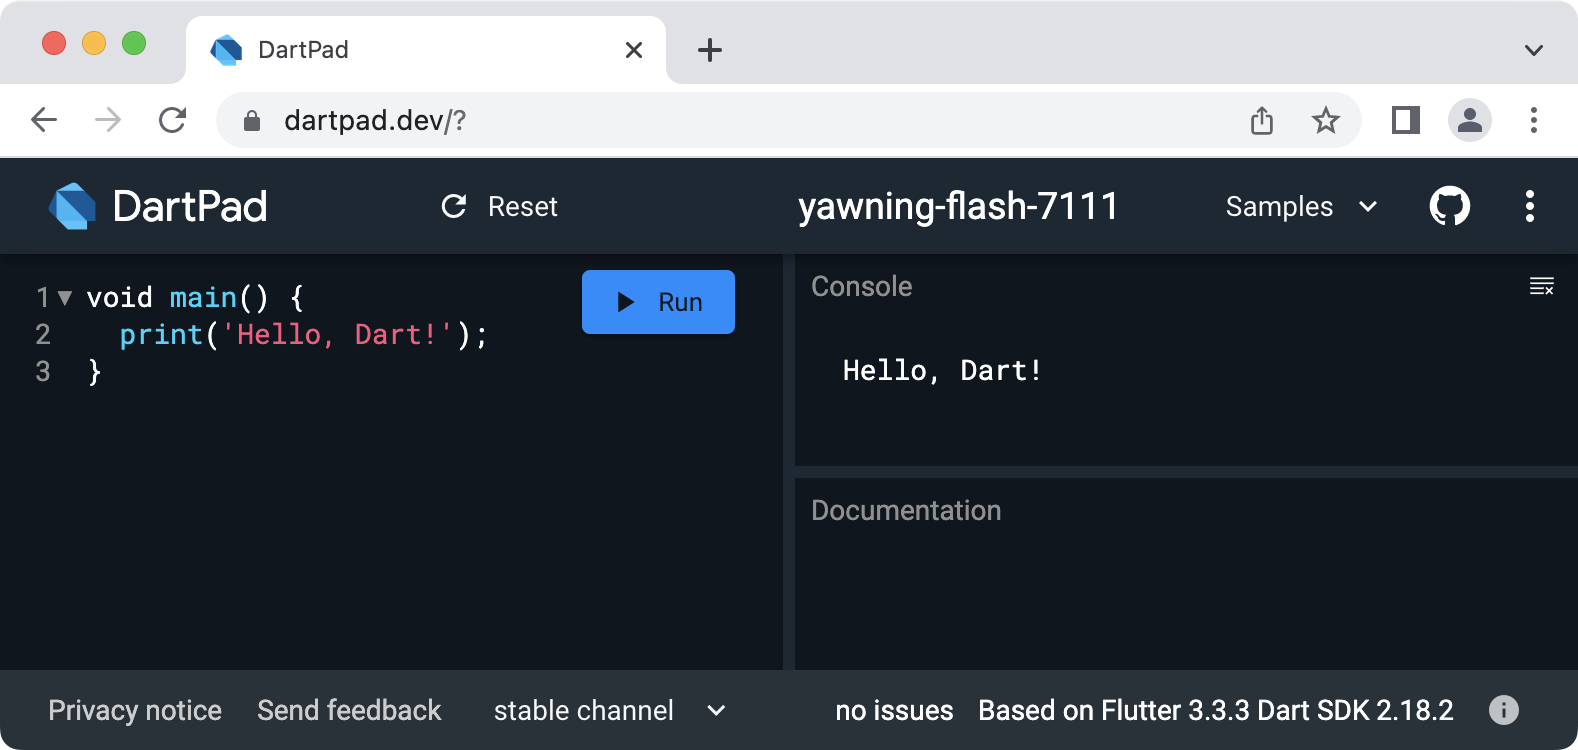 DartPad
dartpad.dev/?
DartPad Reset yawning-flash-7111 Samples
1 void main() {
2   print('Hello, Dart!');
3 }
Run
Console
Hello, Dart!
Documentation
Privacy notice Send feedback stable channel no issues Based on Flutter 3.3.3 Dart SDK 2.18.2